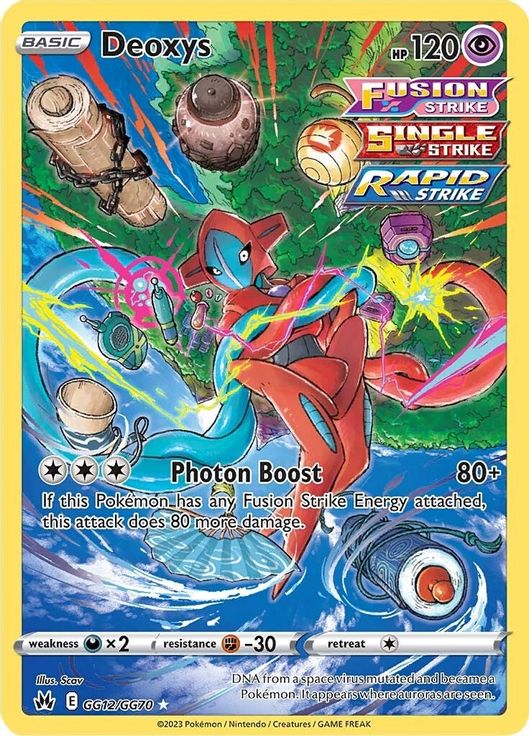 BASIC Deoxys HP 120
FUSION STRIKE
SINGLE STRIKE
RAPID STRIKE
Photon Boost 80+
If this Pokémon has any Fusion Strike Energy attached,
this attack does 80 more damage.
weakness ×2 resistance -30 retreat
Illus. Scav
DNA from a space virus mutated and became a
Pokémon. It appears where auroras are seen.
E GG12/GG70
©2023 Pokémon / Nintendo / Creatures / GAME FREAK